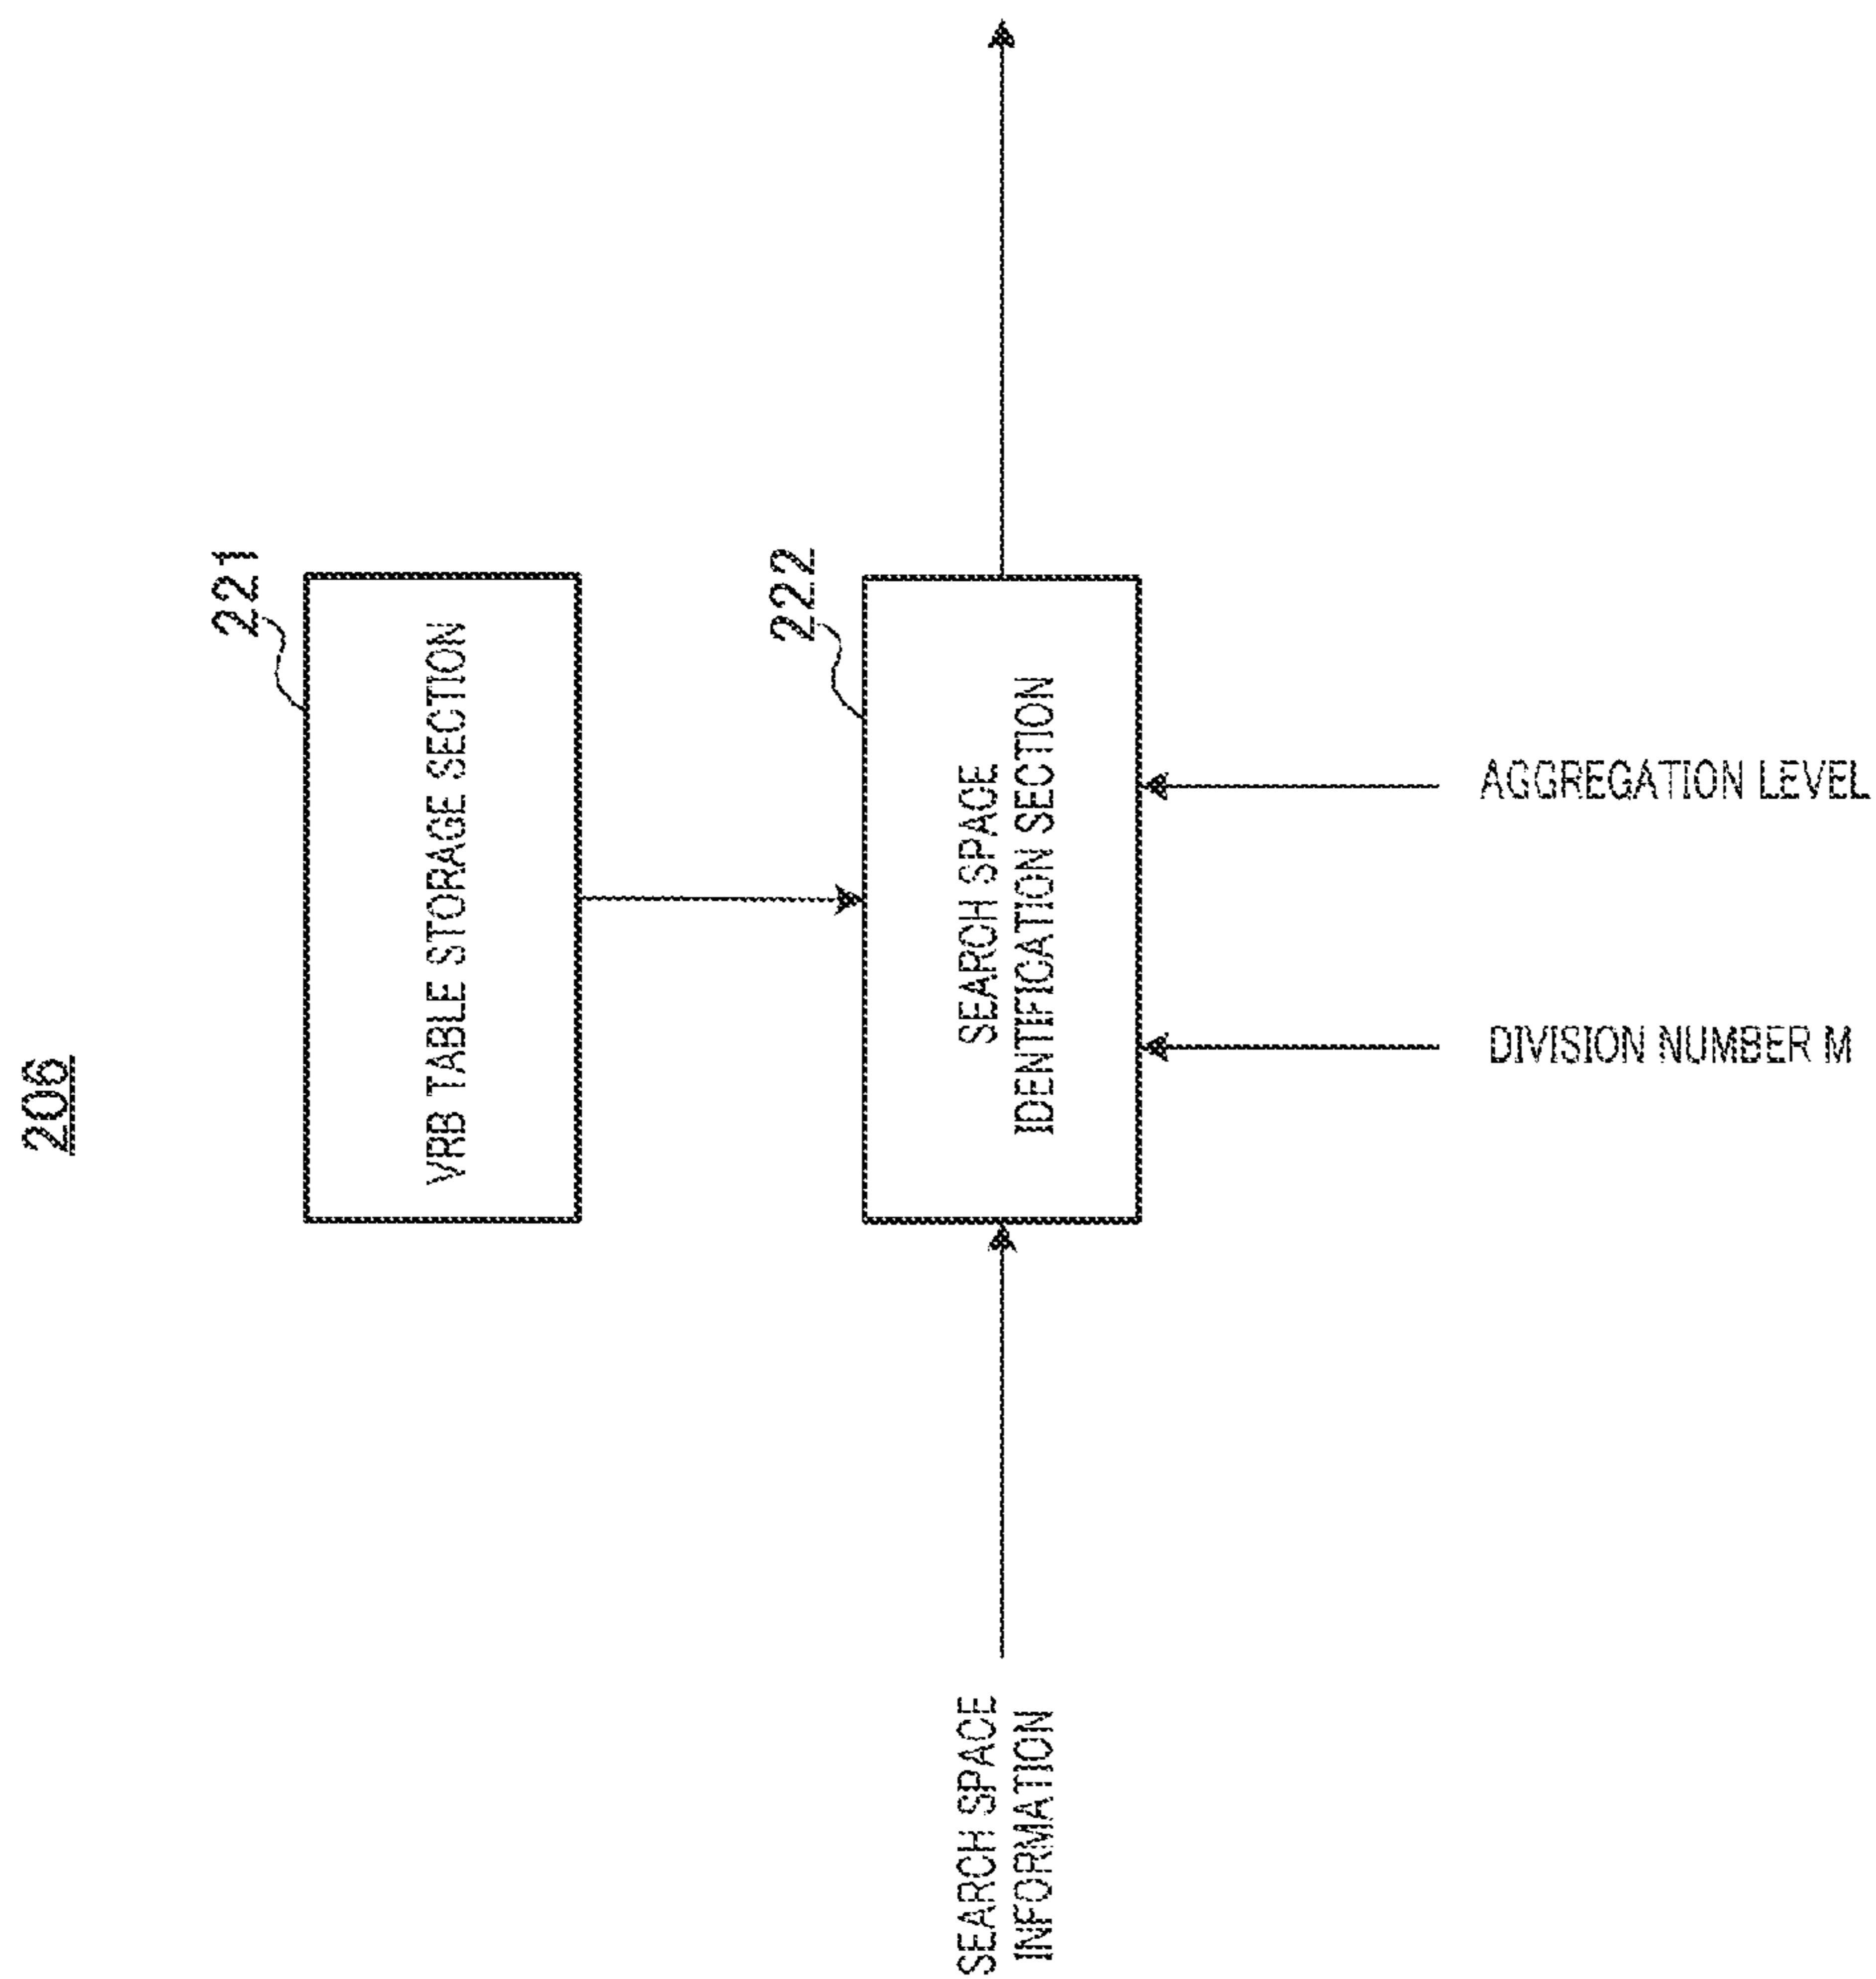 206
221
VRB TABLE STORAGE SECTION
222
SEARCH SPACE
INFORMATION
SEARCH SPACE
IDENTIFICATION SECTION
DIVISION NUMBER M
AGGREGATION LEVEL